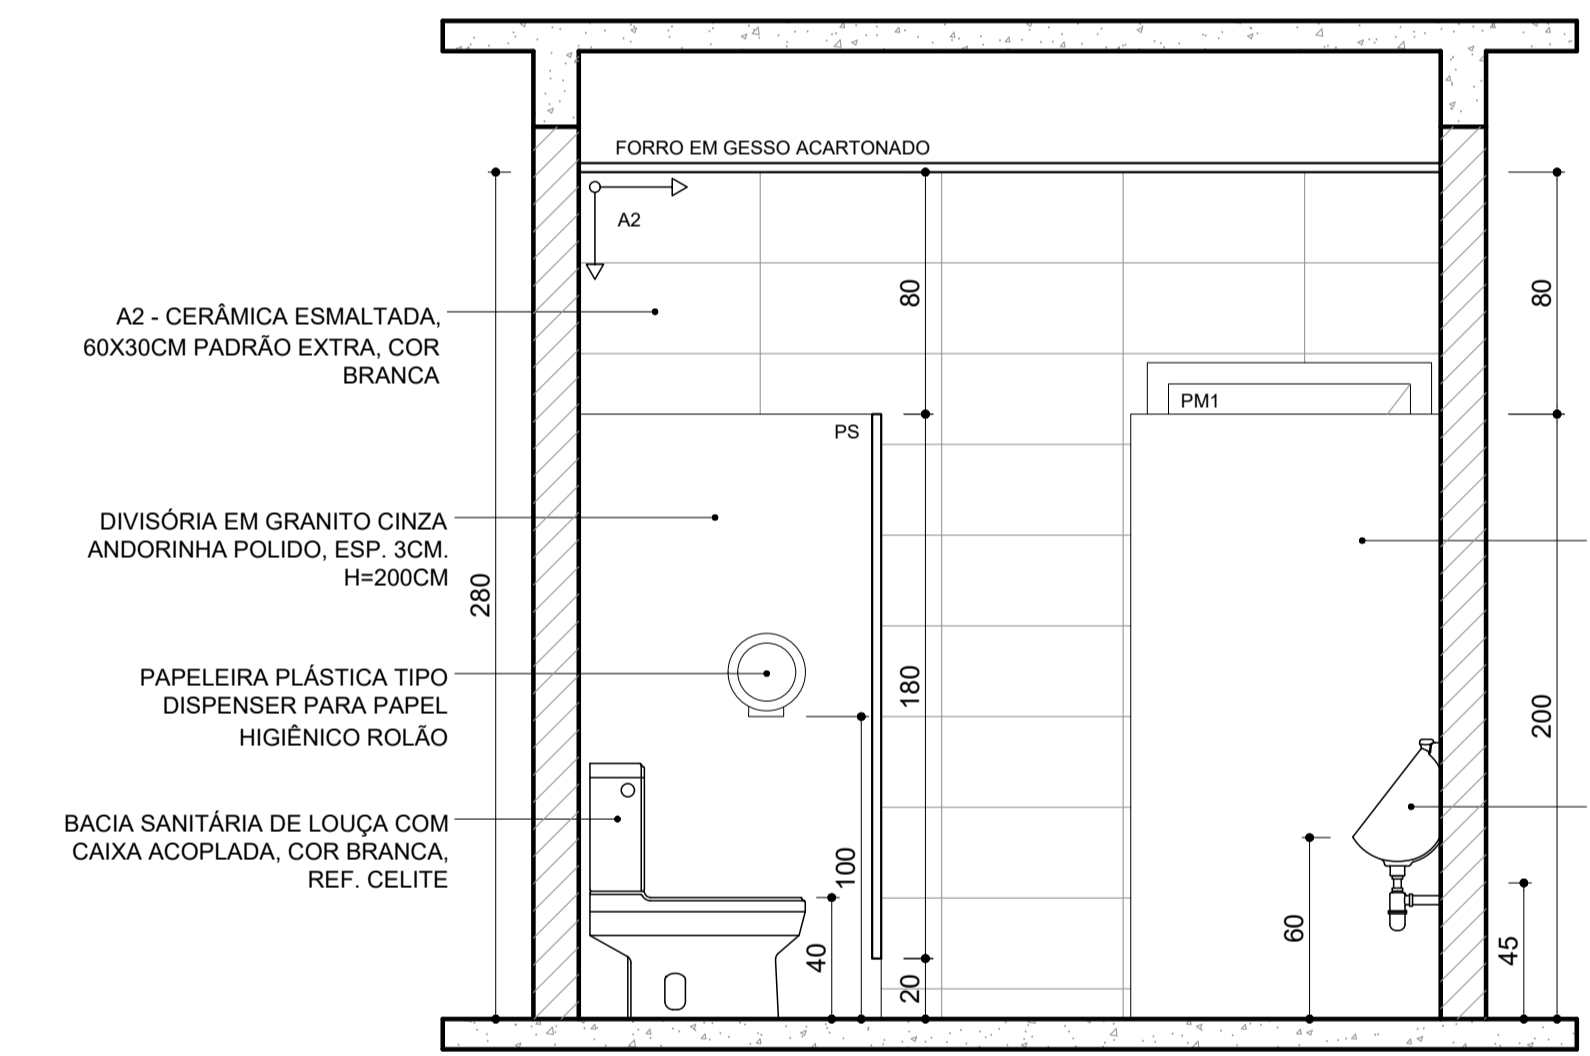 FORRO EM GESSO ACARTONADO
A2
80
80
A2 - CERÂMICA ESMALTADA,
60X30CM PADRÃO EXTRA, COR
BRANCA
PM1
PS
DIVISÓRIA EM GRANITO CINZA
ANDORINHA POLIDO, ESP. 3CM.
H=200CM
280
PAPELEIRA PLÁSTICA TIPO
DISPENSER PARA PAPEL
HIGIÊNICO ROLÃO
180
200
BACIA SANITÁRIA DE LOUÇA COM
CAIXA ACOPLADA, COR BRANCA,
REF. CELITE
100
40
20
60
45